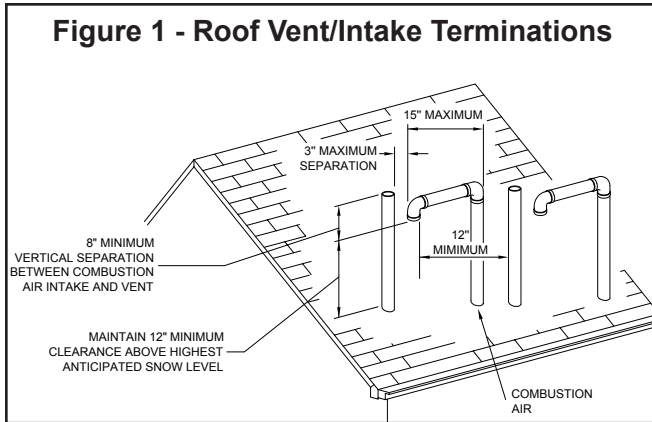 Figure 1 - Roof Vent/Intake Terminations
15" MAXIMUM
3" MAXIMUM
SEPARATION
8" MINIMUM
VERTICAL SEPARATION
BETWEEN COMBUSTION
AIR INTAKE AND VENT
12"
MIMIMUM
MAINTAIN 12" MINIMUM
CLEARANCE ABOVE HIGHEST
ANTICIPATED SNOW LEVEL
COMBUSTION
AIR